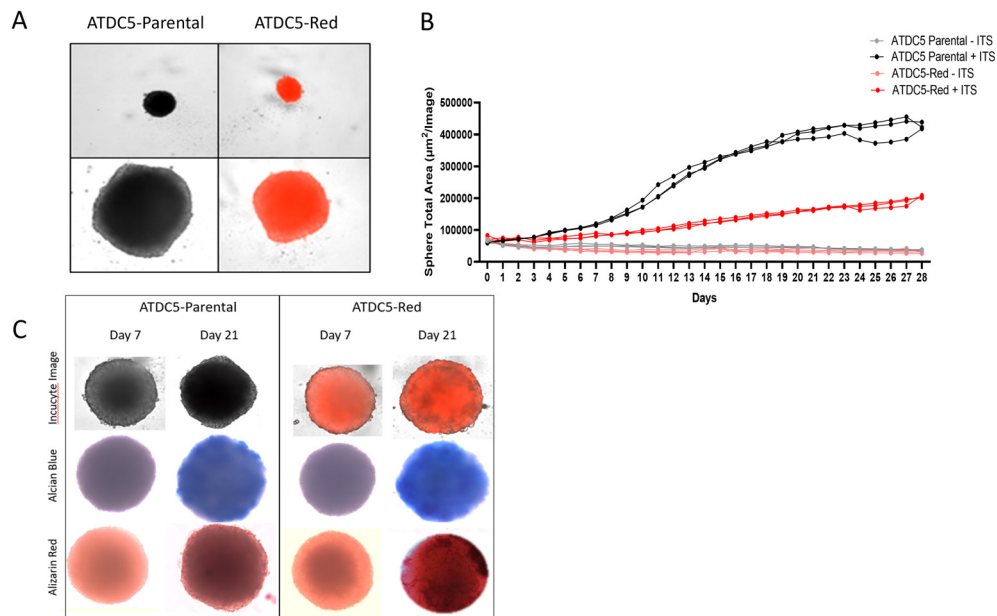 A
ATDC5-Parental ATDC5-Red
B
ATDC5 Parental - ITS
ATDC5 Parental + ITS
ATDC5-Red - ITS
ATDC5-Red + ITS
Sphere Total Area (µm²/Image)
500000
400000
300000
200000
100000
0
0 1 2 3 4 5 6 7 8 9 10 11 12 13 14 15 16 17 18 19 20 21 22 23 24 25 26 27 28
Days
C
ATDC5-Parental ATDC5-Red
Day 7 Day 21 Day 7 Day 21
Incucyte Image
Alcian Blue
Alizarin Red